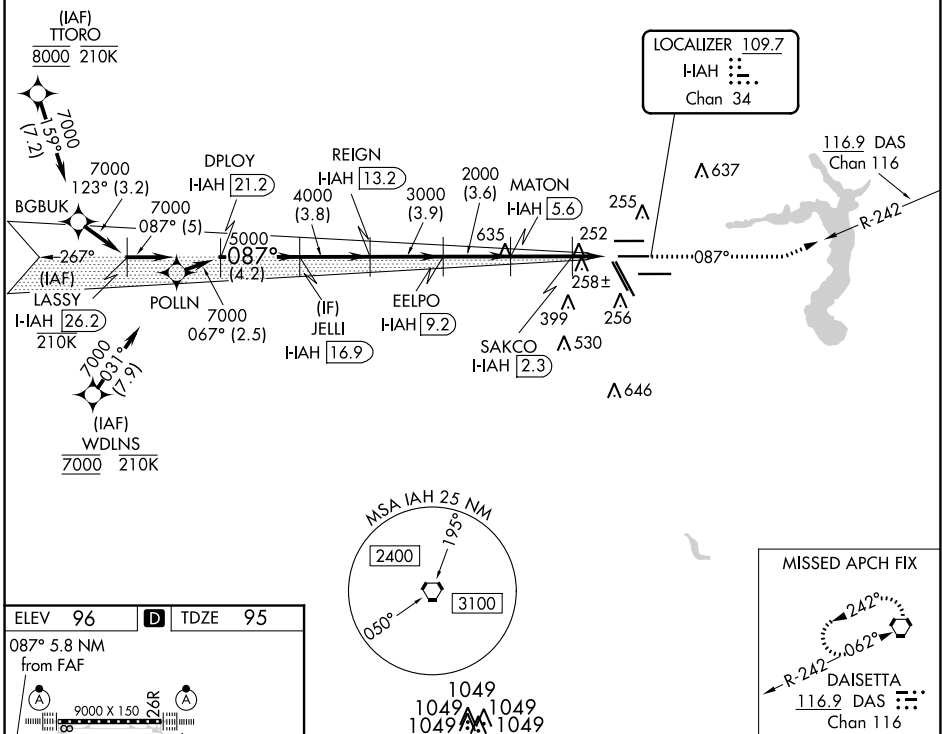 (IAF)
TTORO
8000 210K
7000
159°
(7.2)
7000
123° (3.2)
BGBUK
7000
087° (5)
DPLOY
I-IAH 21.2
REIGN
I-IAH 13.2
4000
(3.8)
3000
(3.9)
2000
(3.6)
MATON
I-IAH 5.6
LOCALIZER 109.7
I-IAH
Chan 34
637
116.9 DAS
Chan 116
R-242
255
635
252
267°
5000
087°
(4.2)
087°
(IAF)
LASSY
I-IAH 26.2
210K
POLLN
7000
067° (2.5)
(IF)
JELLI
I-IAH 16.9
EELPO
I-IAH 9.2
258±
399
256
SAKCO
I-IAH 2.3
530
646
7000
031°
(7.9)
(IAF)
WDLNS
7000 210K
MSA IAH 25 NM
195°
2400
3100
050°
MISSED APCH FIX
242°
062°
R-242
DAISETTA
116.9 DAS
Chan 116
ELEV 96 D TDZE 95
087° 5.8 NM
from FAF
A
A
9000 X 150
26R
8
1049
1049 1049
1049 1049